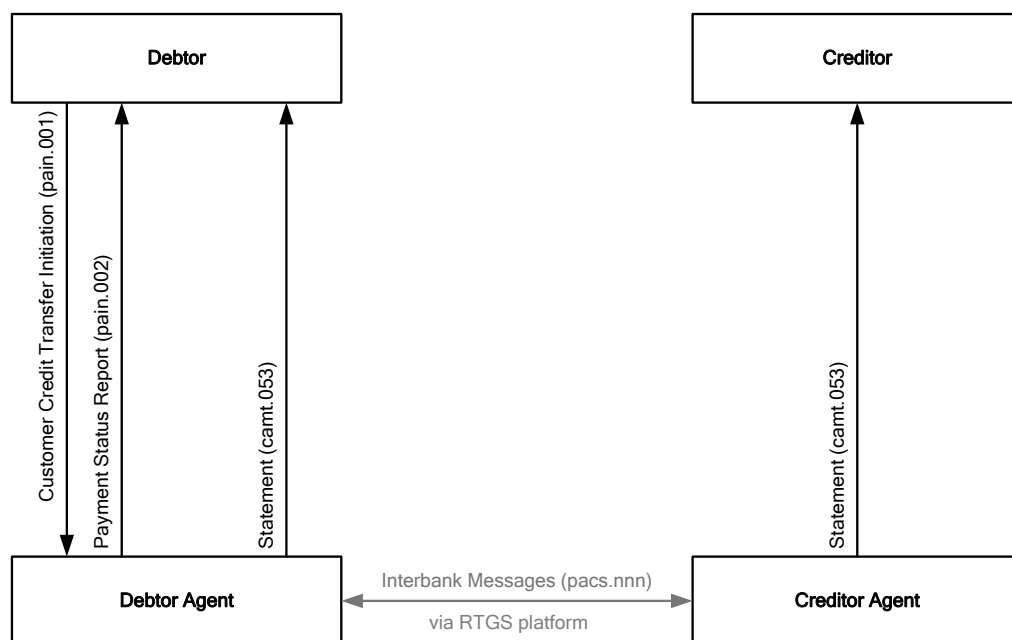 Debtor
Creditor
Customer Credit Transfer Initiation (pain.001)
Payment Status Report (pain.002)
Statement (camt.053)
Statement (camt.053)
Debtor Agent
Interbank Messages (pacs.nnn)
via RTGS platform
Creditor Agent